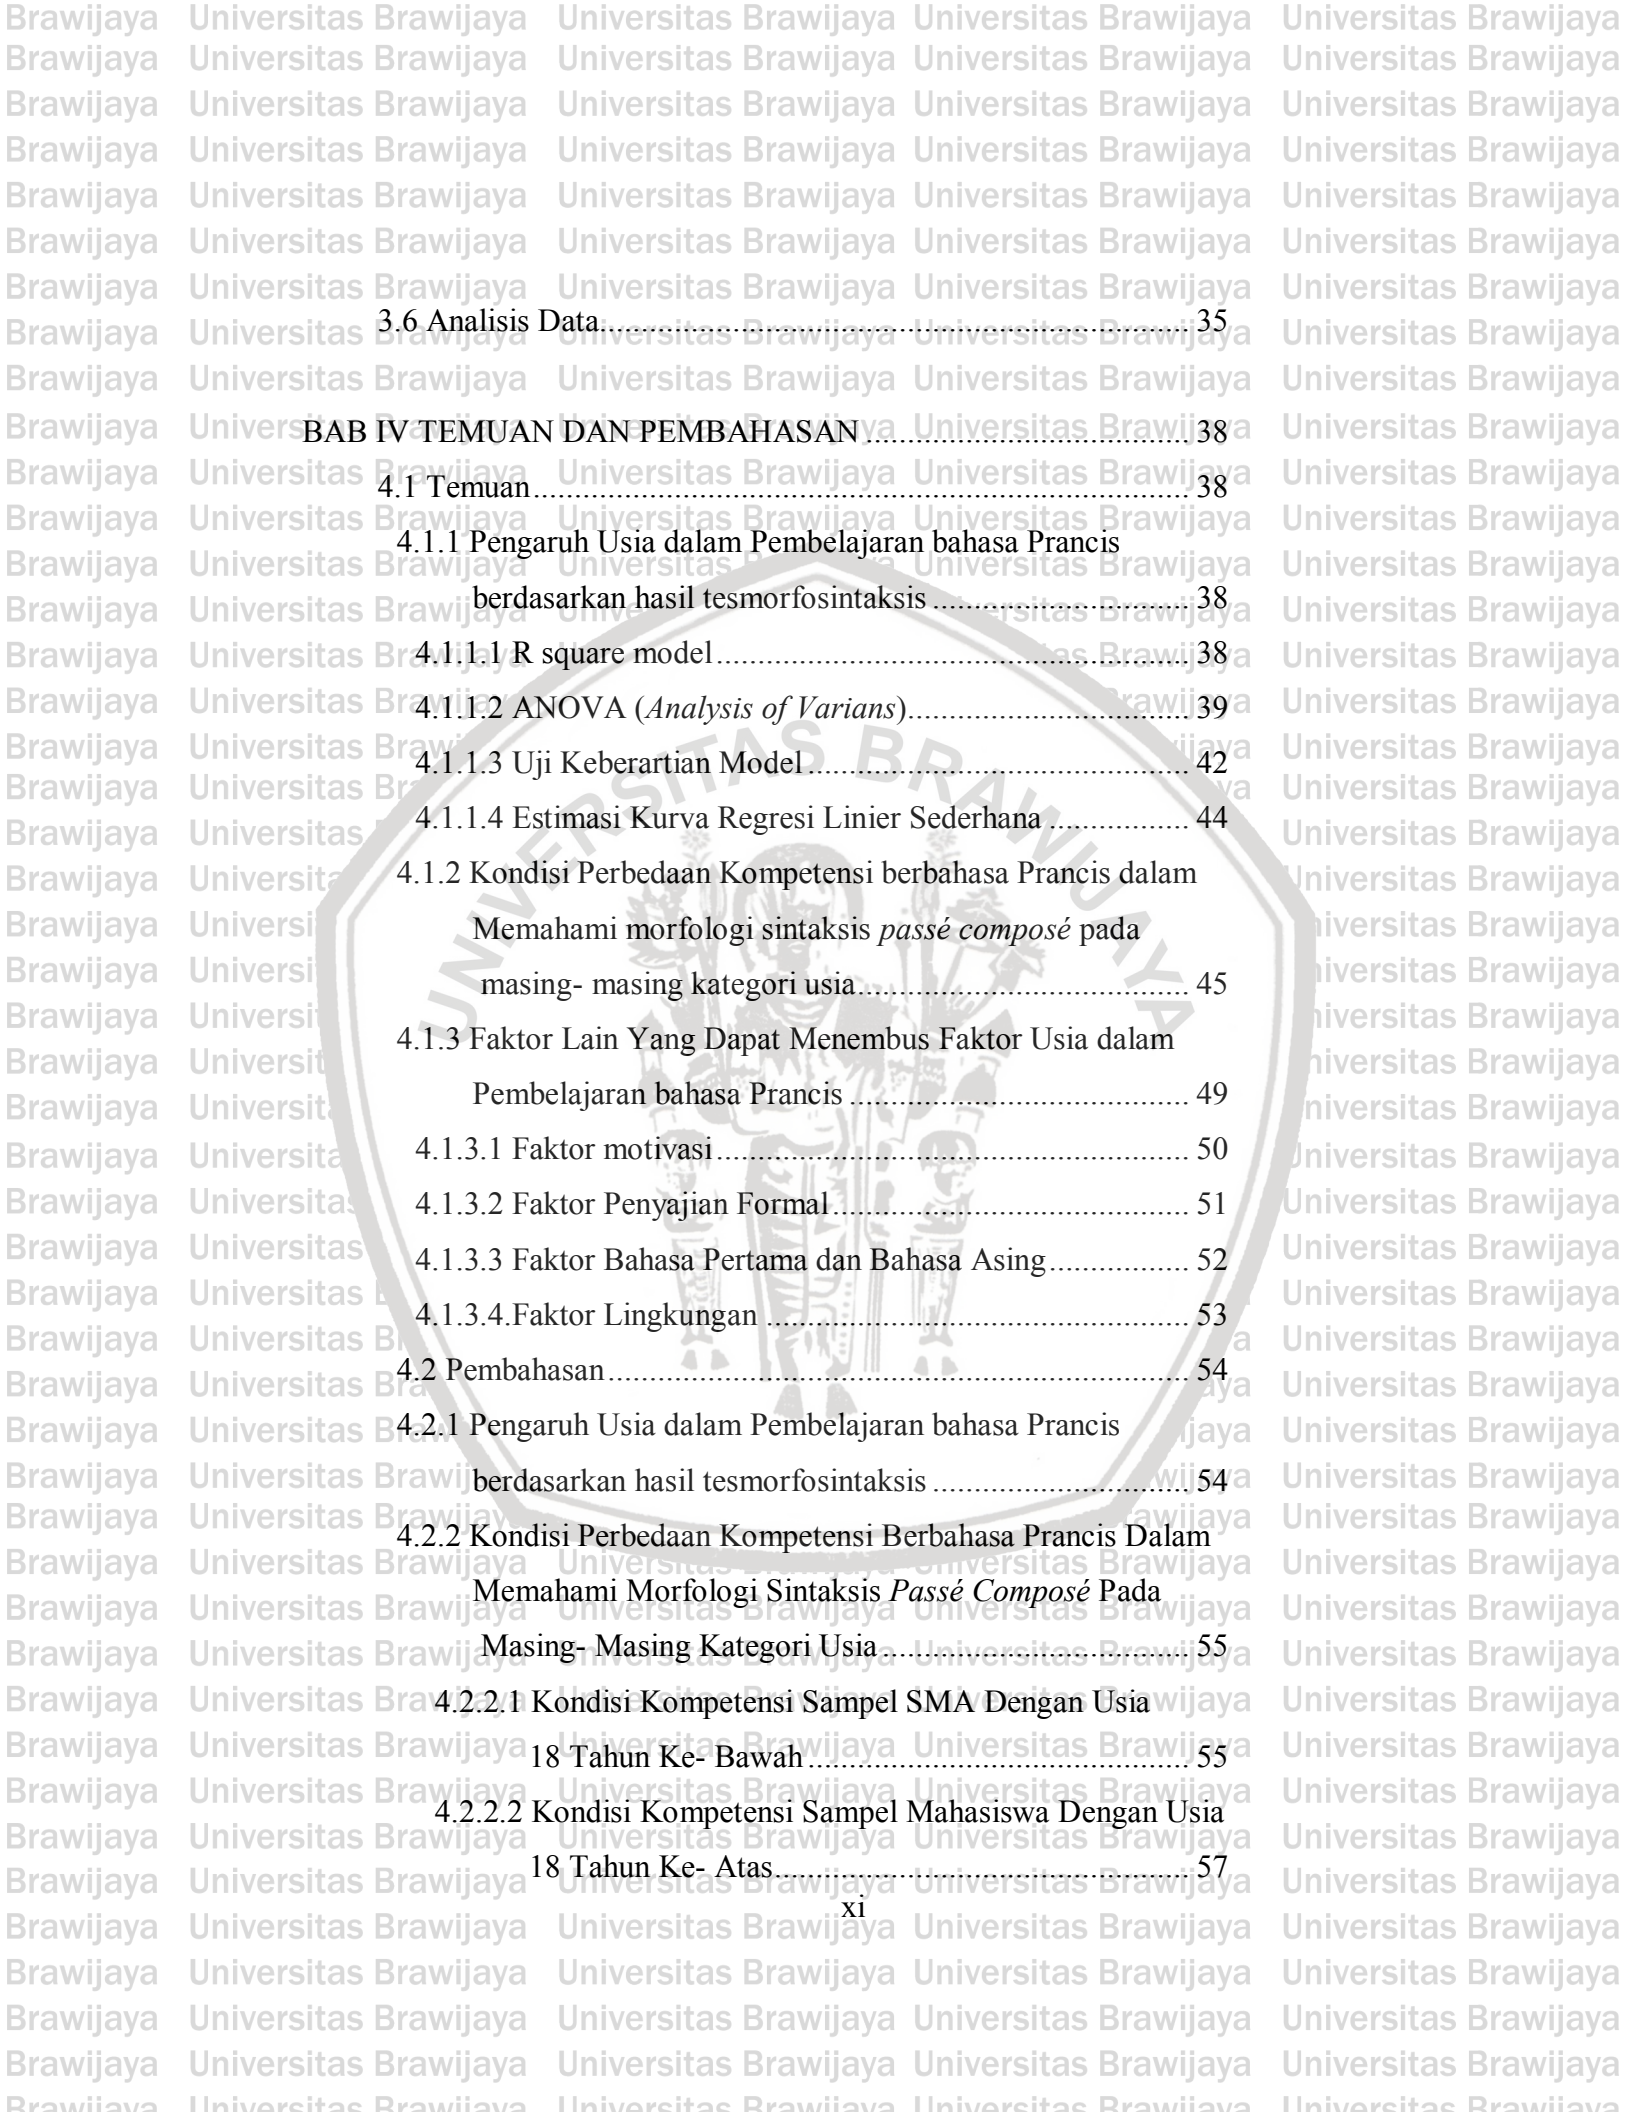 3.6 Analisis Data........................................................................ 35
BAB IV TEMUAN DAN PEMBAHASAN ....................................... 38
4.1 Temuan................................................................................ 38
4.1.1 Pengaruh Usia dalam Pembelajaran bahasa Prancis
berdasarkan hasil tesmorfosintaksis ............................... 38
4.1.1.1 R square model......................................................... 38
4.1.1.2 ANOVA (Analysis of Varians).................................. 39
4.1.1.3 Uji Keberartian Model .............................................. 42
4.1.1.4 Estimasi Kurva Regresi Linier Sederhana ................. 44
4.1.2 Kondisi Perbedaan Kompetensi berbahasa Prancis dalam
Memahami morfologi sintaksis passé composé pada
masing- masing kategori usia........................................ 45
4.1.3 Faktor Lain Yang Dapat Menembus Faktor Usia dalam
Pembelajaran bahasa Prancis ......................................... 49
4.1.3.1 Faktor motivasi......................................................... 50
4.1.3.2 Faktor Penyajian Formal........................................... 51
4.1.3.3 Faktor Bahasa Pertama dan Bahasa Asing................. 52
4.1.3.4.Faktor Lingkungan ................................................... 53
4.2 Pembahasan....................................................................... 54
4.2.1 Pengaruh Usia dalam Pembelajaran bahasa Prancis
berdasarkan hasil tesmorfosintaksis ............................... 54
4.2.2 Kondisi Perbedaan Kompetensi Berbahasa Prancis Dalam
Memahami Morfologi Sintaksis Passé Composé Pada
Masing- Masing Kategori Usia ..................................... 55
4.2.2.1 Kondisi Kompetensi Sampel SMA Dengan Usia
18 Tahun Ke- Bawah .............................................. 55
4.2.2.2 Kondisi Kompetensi Sampel Mahasiswa Dengan Usia
18 Tahun Ke- Atas.................................................. 57
xi
UNIVERSITAS BRAWIJAYA
Universitas Brawijaya